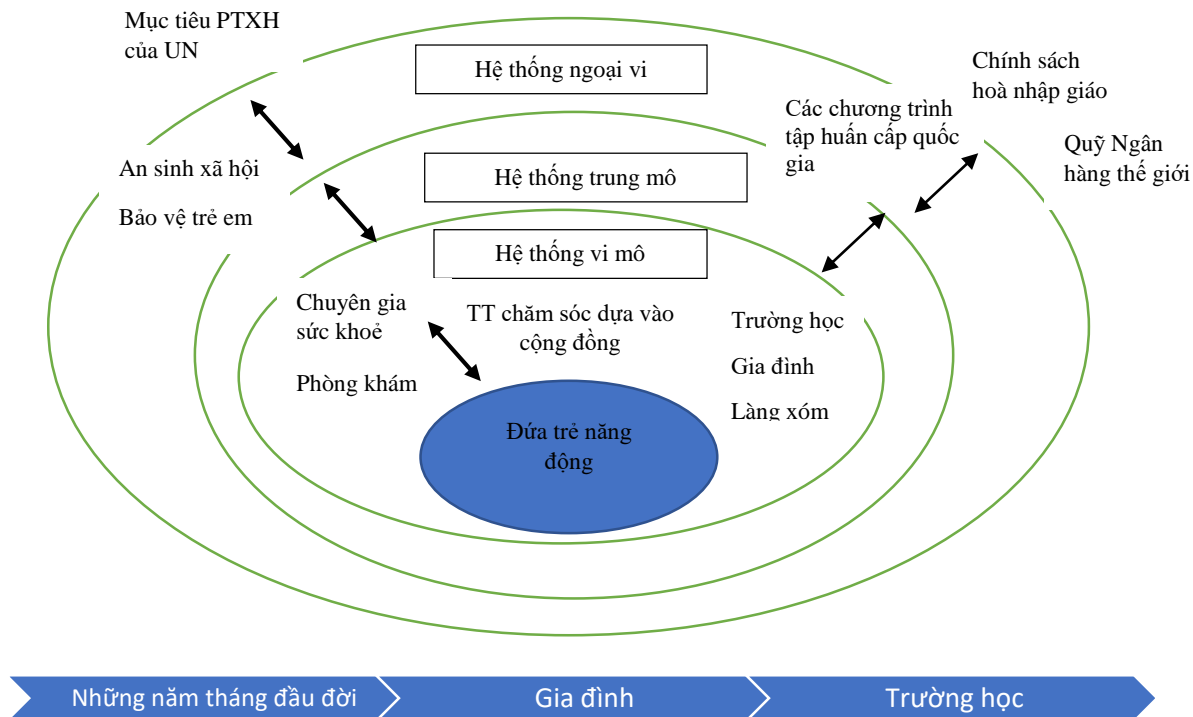 Mục tiêu PTXH
của UN
Hệ thống ngoại vi
Chính sách
hoà nhập giáo
Các chương trình
tập huấn cấp quốc
gia
Quỹ Ngân
hàng thế giới
An sinh xã hội
Bảo vệ trẻ em
Hệ thống trung mô
Hệ thống vi mô
Chuyên gia
sức khoẻ
Phòng khám
TT chăm sóc dựa vào
cộng đồng
Trường học
Gia đình
Làng xóm
Đứa trẻ năng
động
Những năm tháng đầu đời
Gia đình
Trường học